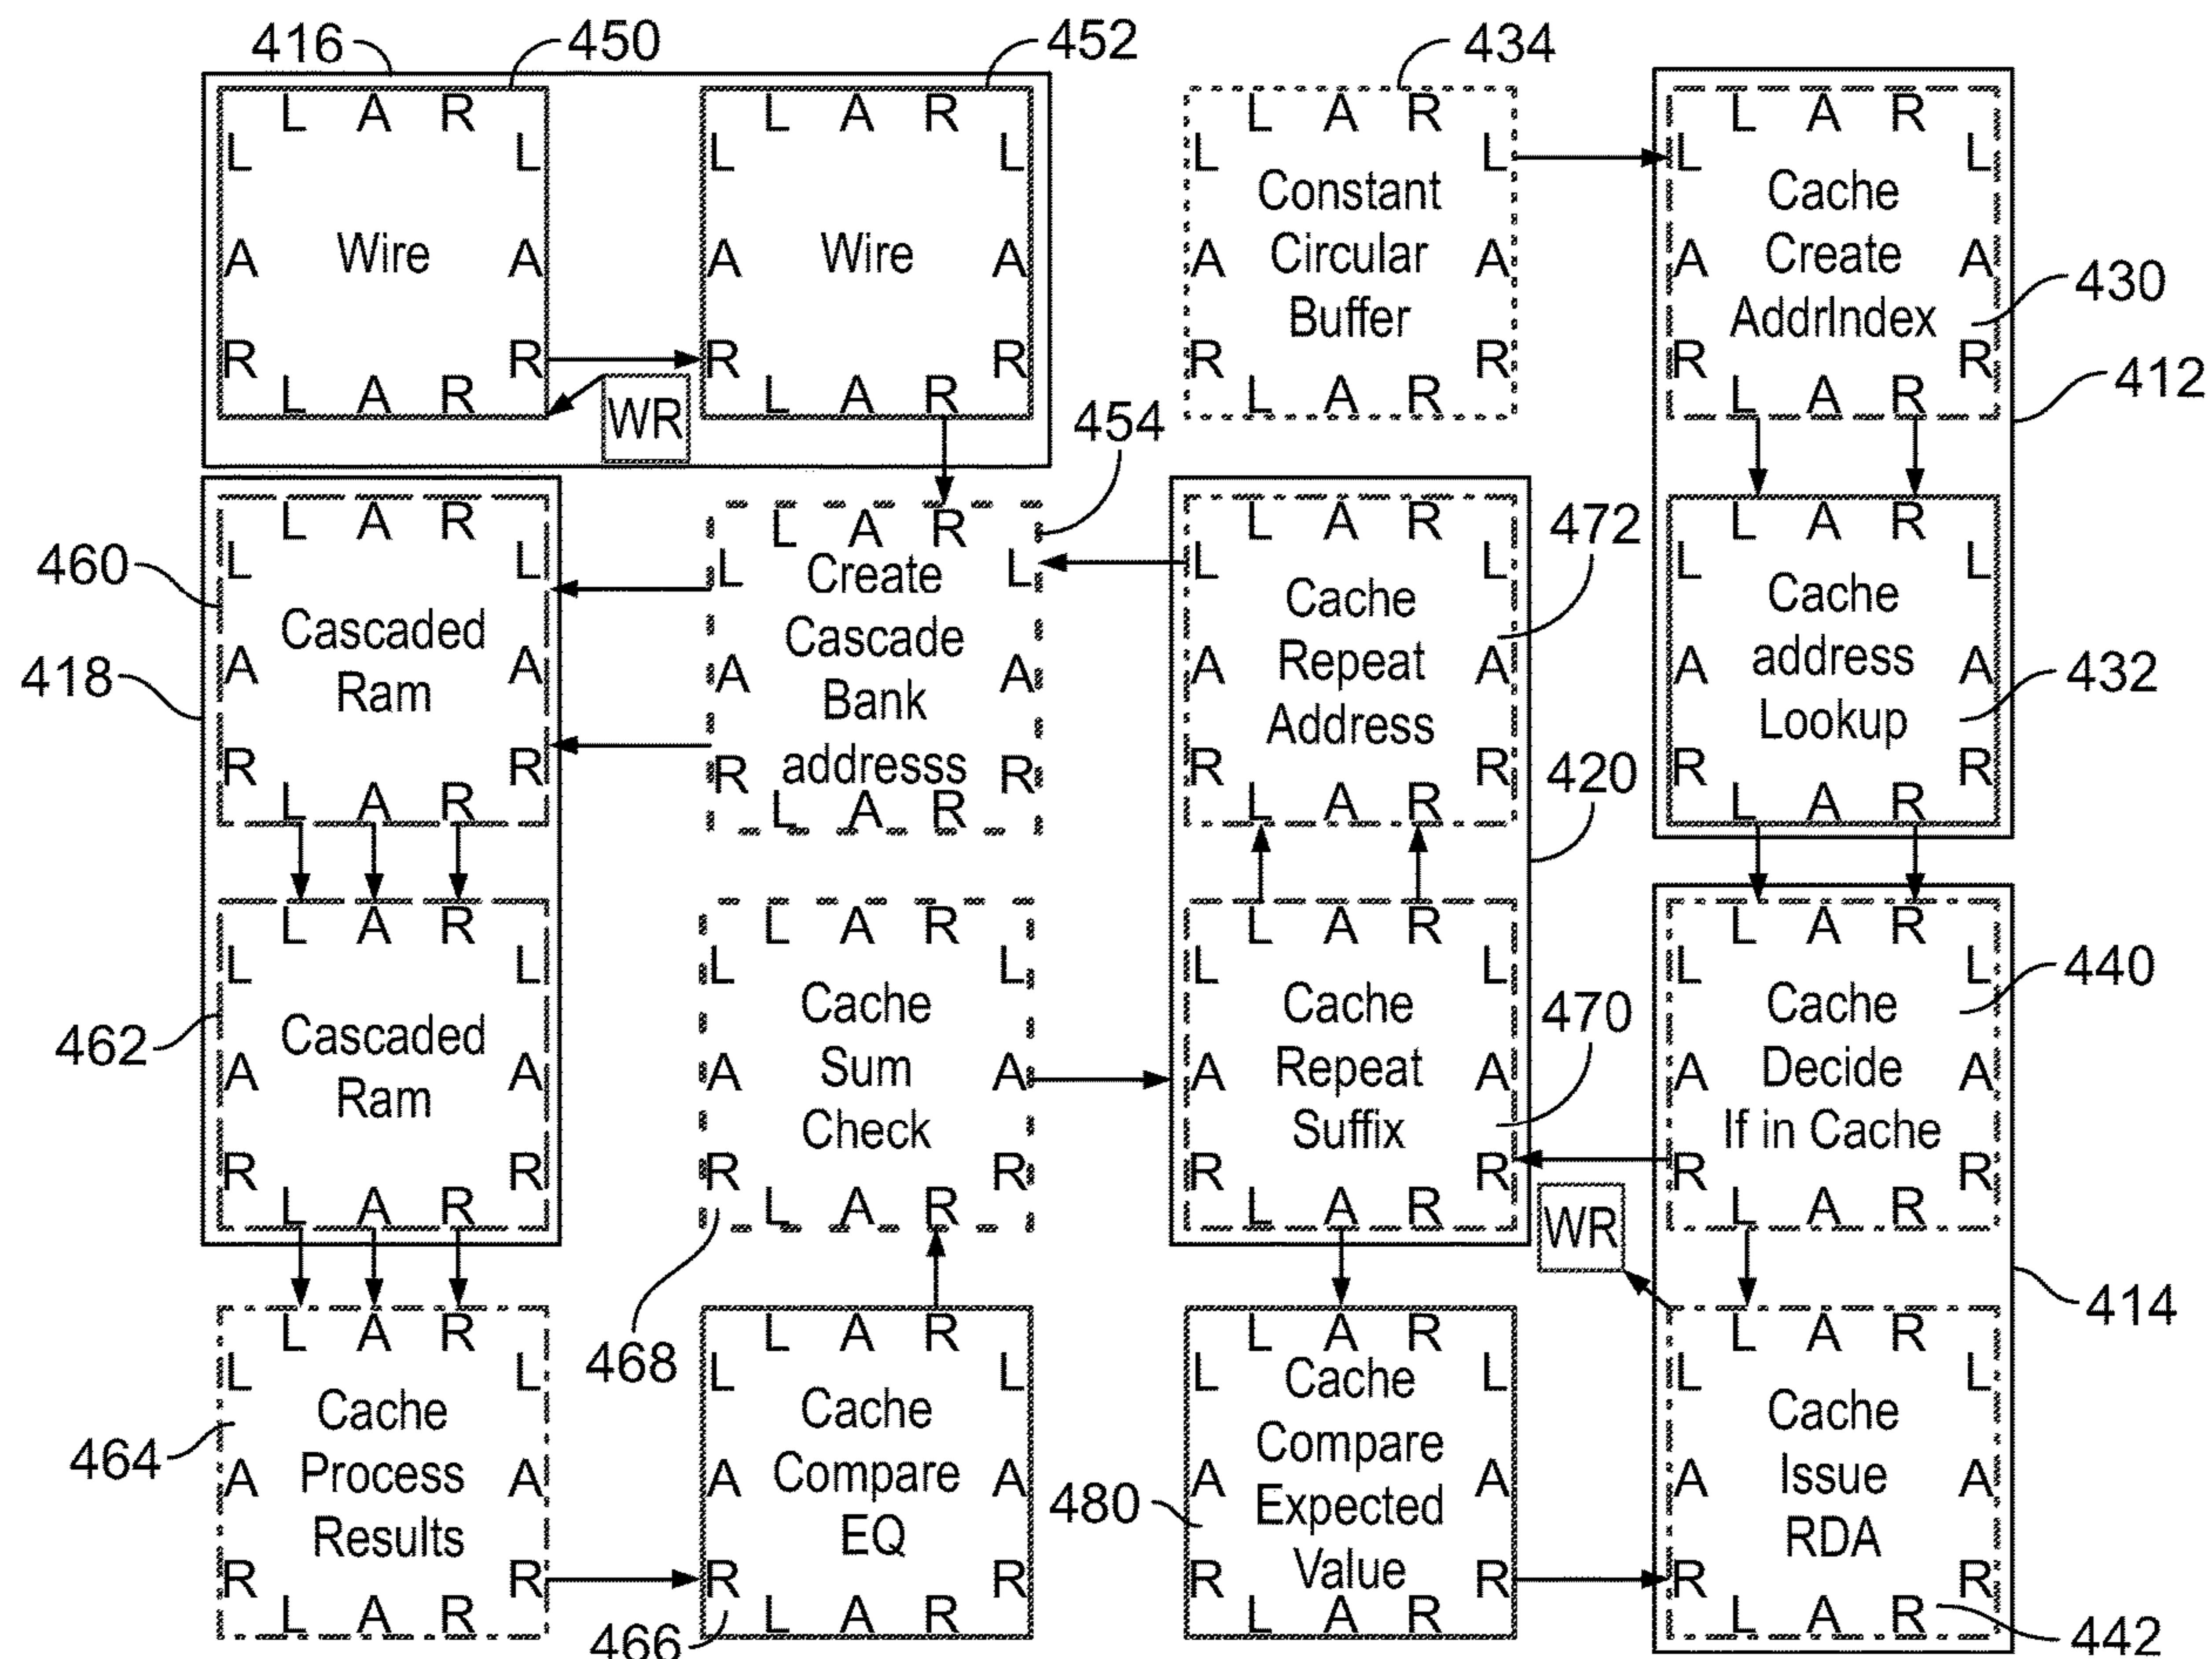 416
450
452
434
L A R
L L
Wire
A A
R R
L A R
L A R
L L
Wire
A A
R R
L A R
WR
L A R
L L
Constant
Circular
Buffer
A A
R R
L A R
L A R
L L
Cache
Create
AddrIndex
A A
R R
L A R
430
412
454
460
418
L A R
L L
Cascaded
Ram
A A
R R
L A R
L A R
L L
Create
Cascade
Bank
addresss
A A
R R
L A R
L A R
L L
Cache
Repeat
Address
A A
R R
L A R
472
420
L A R
L L
Cache
address
Lookup
A A
R R
L A R
432
462
L A R
L L
Cascaded
Ram
A A
R R
L A R
L A R
L L
Cache
Sum
Check
A A
R R
L A R
468
L A R
L L
Cache
Repeat
Suffix
A A
R R
L A R
470
WR
L A R
L L
Cache
Decide
If in Cache
A A
R R
L A R
440
414
464
L A R
L L
Cache
Process
Results
A A
R R
L A R
L A R
L L
Cache
Compare
EQ
A A
R R
L A R
466
480
L A R
L L
Cache
Compare
Expected
Value
A A
R R
L A R
L A R
L L
Cache
Issue
RDA
A A
R R
L A R
442